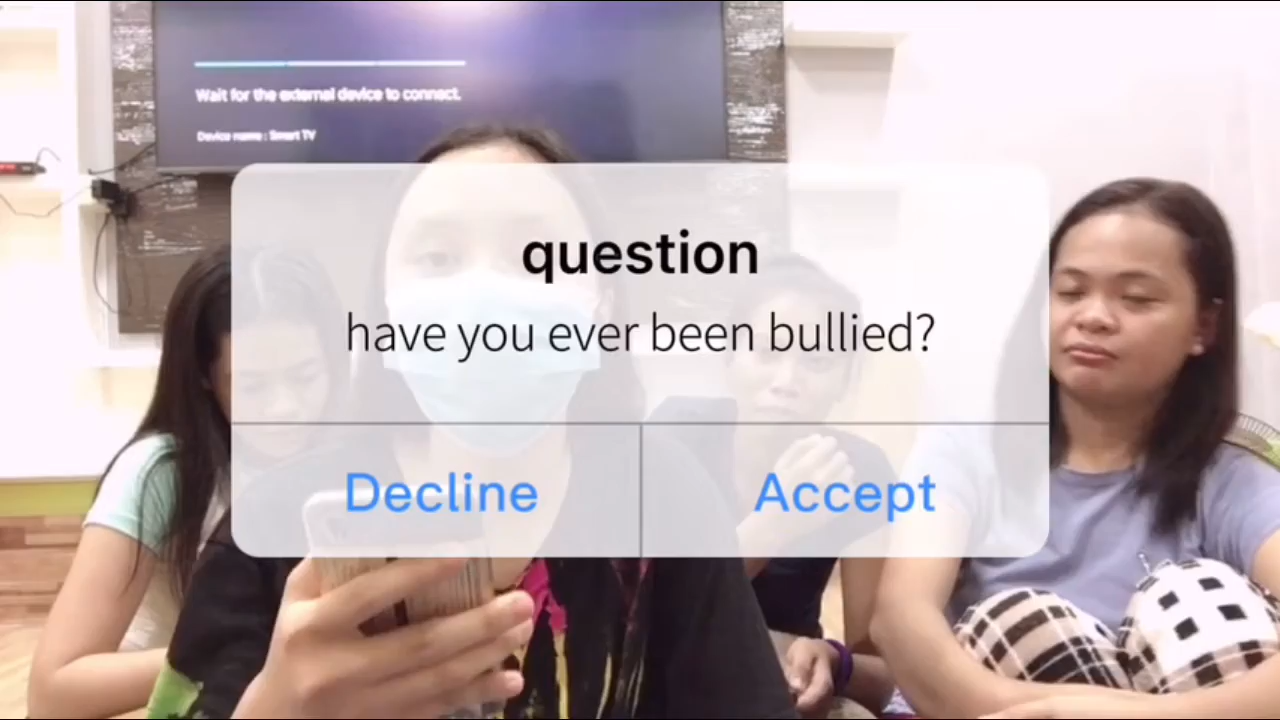 Wait for the external device to connect.
Device name : Smart TV
question
have you ever been bullied?
Decline
Accept